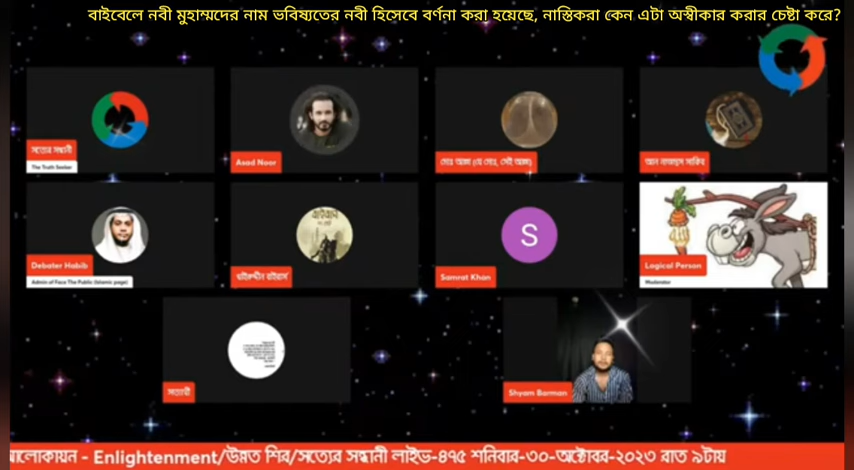 বাইবেলে নবী মুহাম্মদের নাম ভবিষ্যতের নবী হিসেবে বর্ণনা করা হয়েছে, নাস্তিকরা কেন এটা অস্বীকার করার চেষ্টা করে?
সত্যের সন্ধানী
The Truth Seeker
Asad Noor
আল নাফিস সাকিব
Debater Habib
Admin of Face The Public (Islamic page)
S
Samrat Khan
Logical Person
Moderator
সত্যান্বেষী
Shyam Barman
আলোকায়ন - Enlightenment/উন্নত শির/সত্যের সন্ধানী লাইভ-৪৭৫ শনিবার-৩০-অক্টোবর-২০২৩ রাত ৯টায়